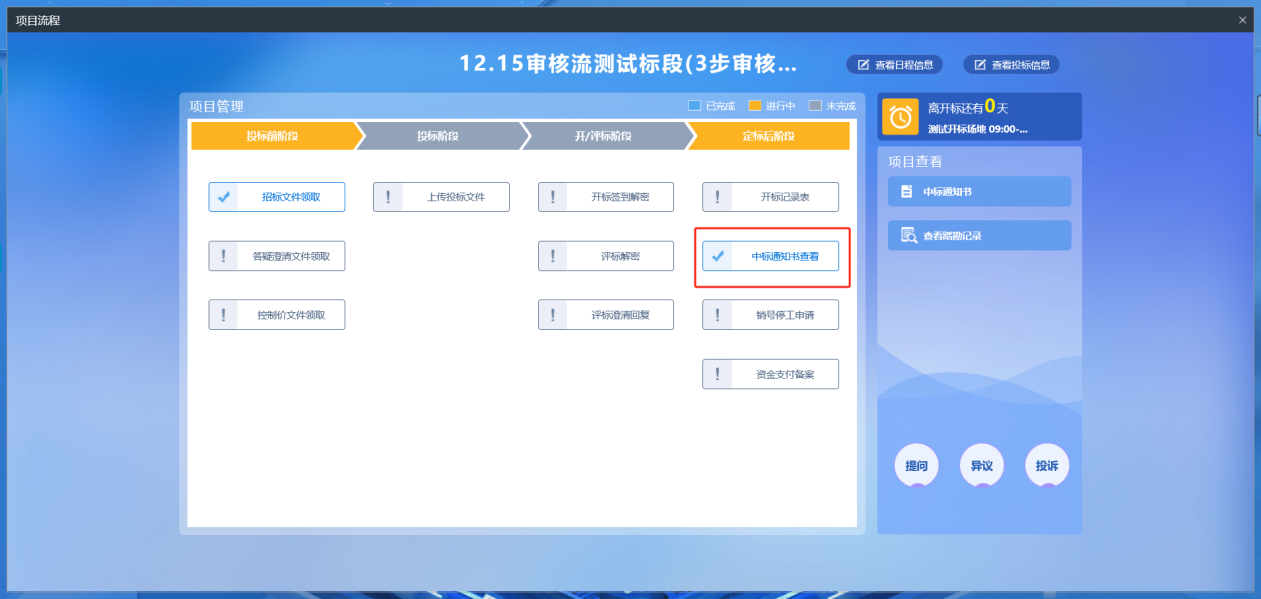 项目流程
12.15审核流测试标段(3步审核...
查看日程信息
查看投标信息
项目管理
已完成
进行中
未完成
投标前阶段
投标阶段
开/评标阶段
定标后阶段
招标文件领取
上传投标文件
开标签到解密
开标记录表
答疑澄清文件领取
评标解密
中标通知书查看
控制价文件领取
评标澄清回复
销号停工申请
资金支付备案
离开标还有0天
测试开标场地 09:00-...
项目查看
中标通知书
查看踏勘记录
提问
异议
投诉